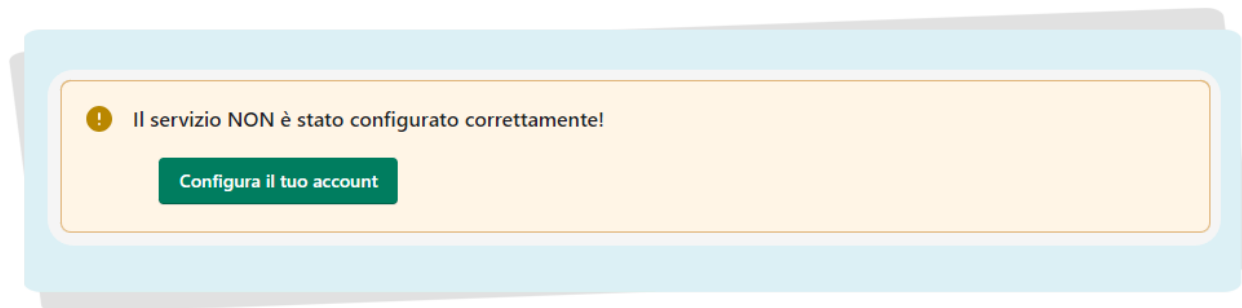 Il servizio NON è stato configurato correttamente!
Configura il tuo account